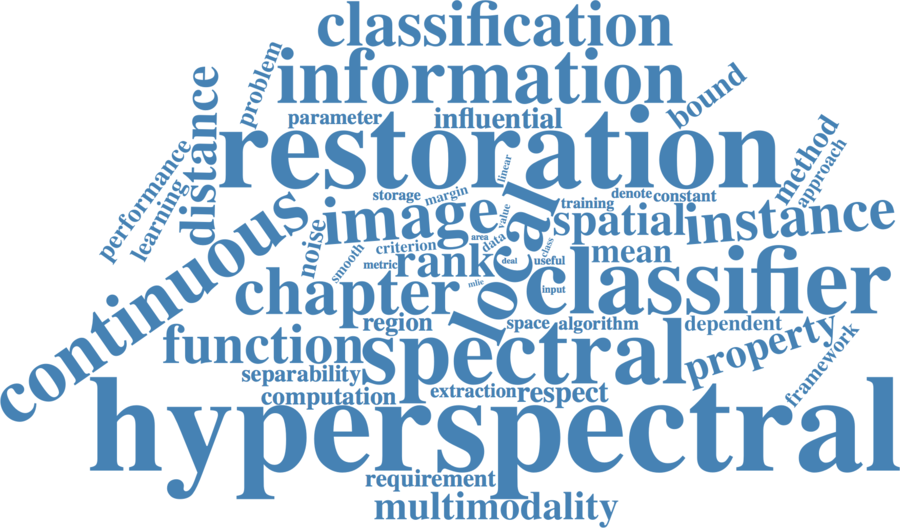 classification
information
problem
bound
parameter
influential
distance
restoration
method
approach
performance
learning
linear
storage
margin
denote
constant
training
continuous
noise
image
local
value
spatial
instance
area
data
criterion
smooth
class
mean
metric
rank
deal
useful
classifier
chapter
mlic
input
region
space
algorithm
dependent
function
spectral
property
framework
separability
computation
extraction
respect
hyperspectral
requirement
multimodality